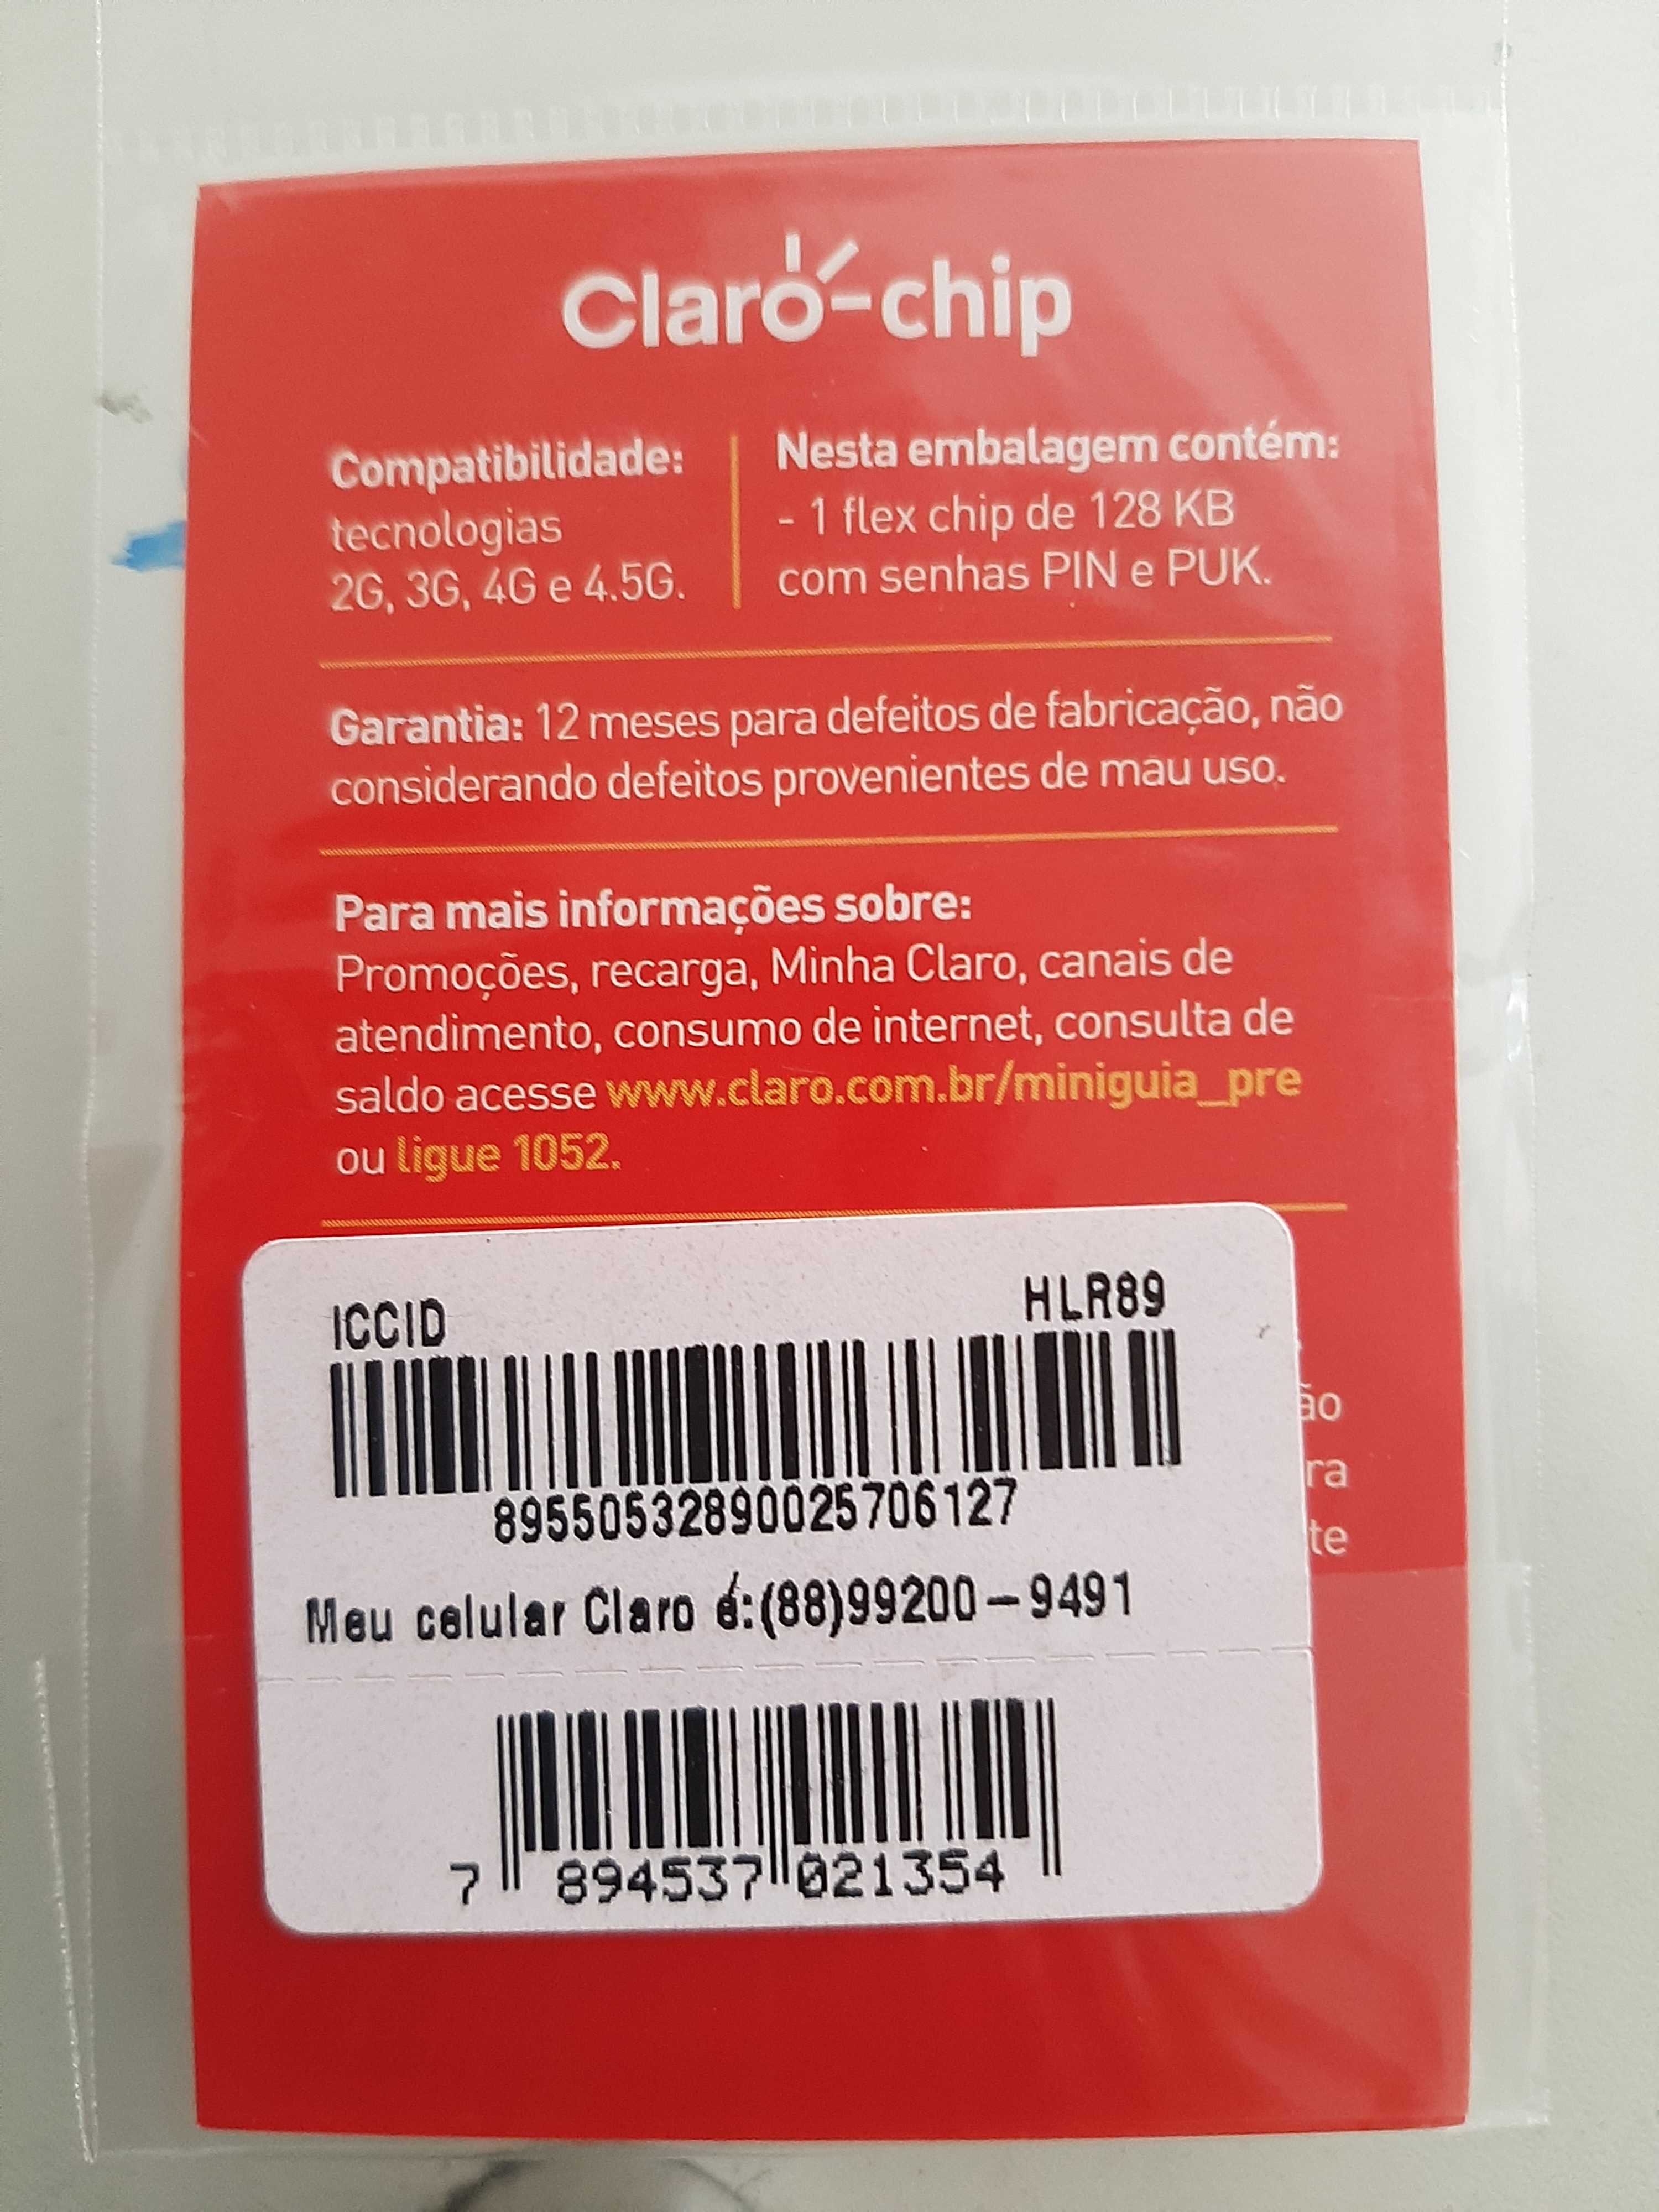 Claro-chip
Compatibilidade:
tecnologias
2G, 3G, 4G e 4.5G.
Nesta embalagem contém:
- 1 flex chip de 128 KB
com senhas PIN e PUK.
Garantia: 12 meses para defeitos de fabricação, não
considerando defeitos provenientes de mau uso.
Para mais informações sobre:
Promoções, recarga, Minha Claro, canais de
atendimento, consumo de internet, consulta de
saldo acesse www.claro.com.br/miniguia_pre
ou ligue 1052.
ICCID HLR89
89550532890025706127
Meu celular Claro é:(88)99200-9491
7 894537 021354